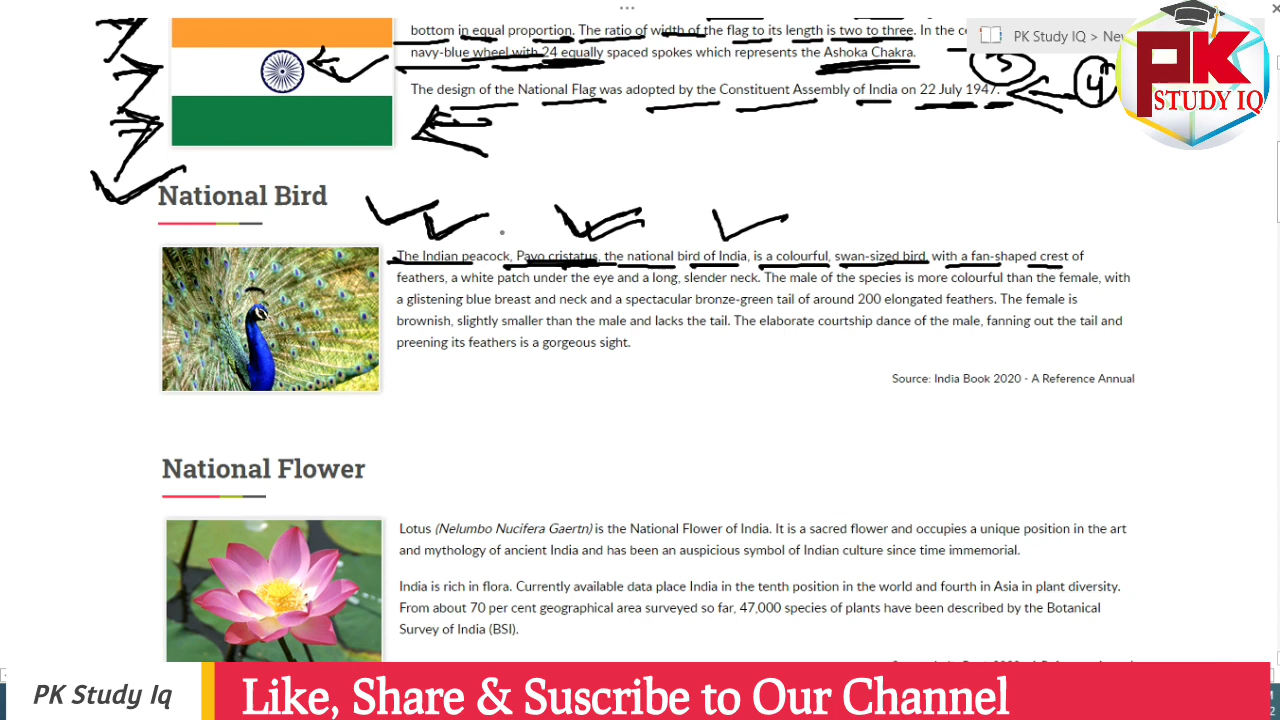 bottom in equal proportion. The ratio of width of the flag to its length is two to three. In the
PK Study IQ > New
navy-blue wheel with 24 equally spaced spokes which represents the Ashoka Chakra.
PK
STUDY IQ
3
4
The design of the National Flag was adopted by the Constituent Assembly of India on 22 July 1947.
National Bird
The Indian peacock, Pavo cristatus, the national bird of India, is a colourful, swan-sized bird, with a fan-shaped crest of
feathers, a white patch under the eye and a long, slender neck. The male of the species is more colourful than the female, with
a glistening blue breast and neck and a spectacular bronze-green tail of around 200 elongated feathers. The female is
brownish, slightly smaller than the male and lacks the tail. The elaborate courtship dance of the male, fanning out the tail and
preening its feathers is a gorgeous sight.
Source: India Book 2020 - A Reference Annual
National Flower
Lotus (Nelumbo Nucifera Gaertn) is the National Flower of India. It is a sacred flower and occupies a unique position in the art
and mythology of ancient India and has been an auspicious symbol of Indian culture since time immemorial.
India is rich in flora. Currently available data place India in the tenth position in the world and fourth in Asia in plant diversity.
From about 70 per cent geographical area surveyed so far, 47,000 species of plants have been described by the Botanical
Survey of India (BSI).
PK Study Iq
Like, Share & Suscribe to Our Channel